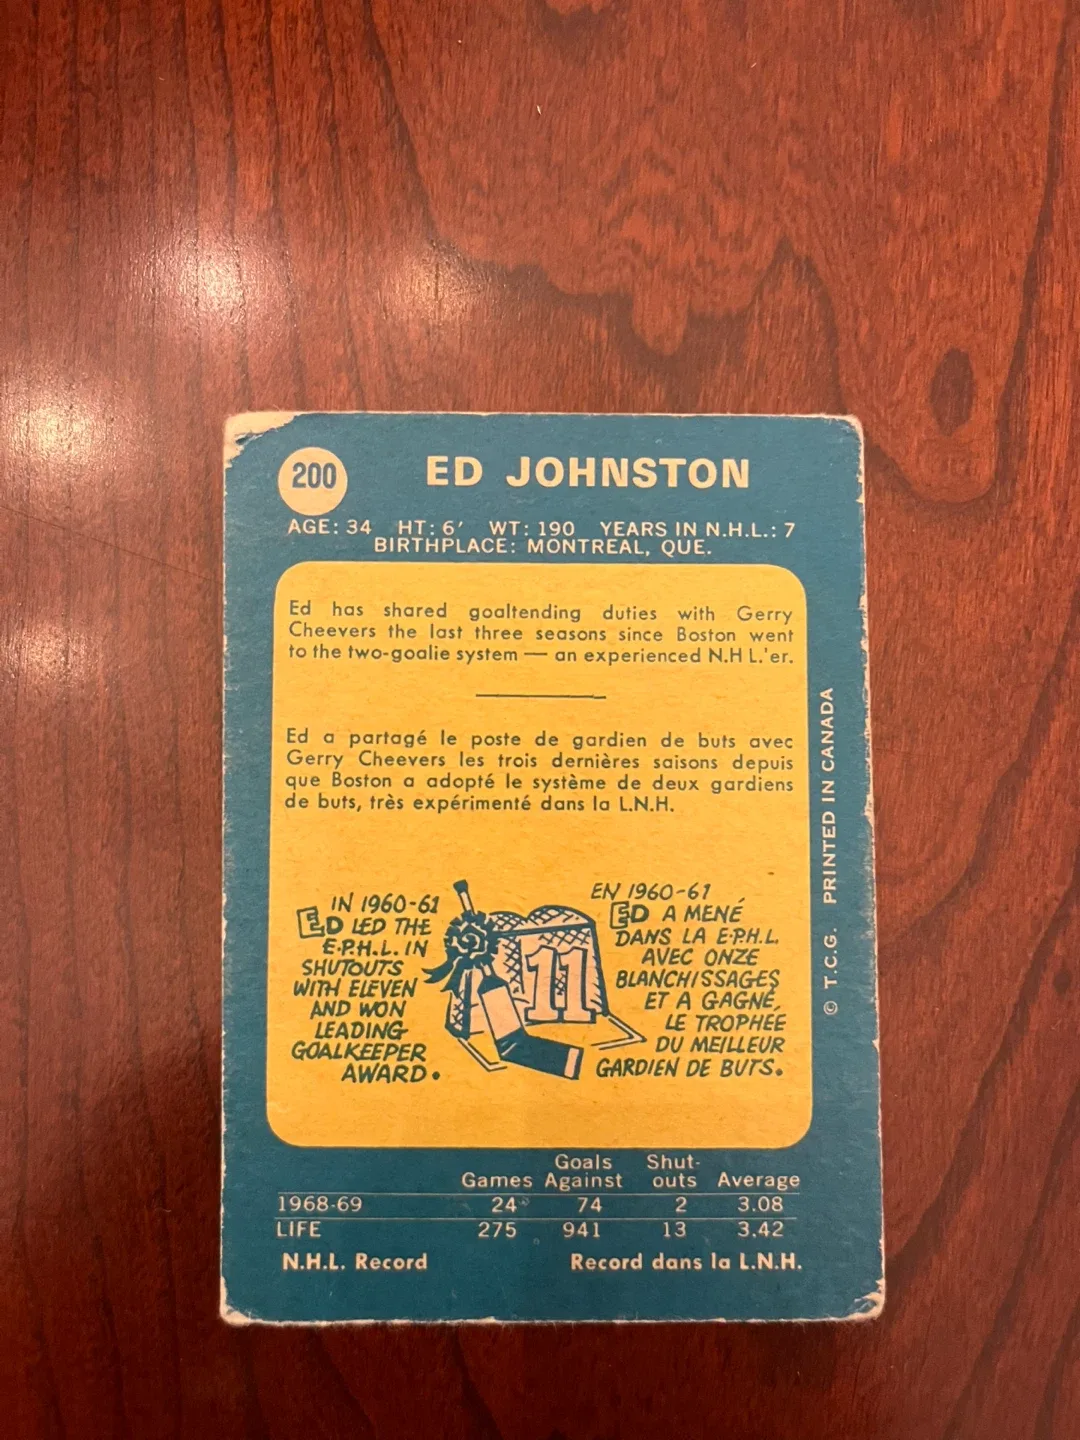 200
ED JOHNSTON
AGE: 34 HT: 6' WT: 190 YEARS IN N.H.L.: 7
BIRTHPLACE: MONTREAL, QUE.
Ed has shared goaltending duties with Gerry
Cheevers the last three seasons since Boston went
to the two-goalie system — an experienced N.H L.'er.
Ed a partagé le poste de gardien de buts avec
Gerry Cheevers les trois dernières saisons depuis
que Boston a adopté le système de deux gardiens
de buts, très expérimenté dans la L.N.H.
IN 1960-61
ED LED THE
E.P.H.L. IN
SHUTOUTS
WITH ELEVEN
AND WON
LEADING
GOALKEEPER
AWARD.
11
EN 1960-61
ED A MENÉ
DANS LA E.P.H.L.
AVEC ONZE
BLANCHISSAGES
ET A GAGNÉ
LE TROPHÉE
DU MEILLEUR
GARDIEN DE BUTS.
© T.C.G. PRINTED IN CANADA
Games Goals Against Shut-outs Average
1968-69 24 74 2 3.08
LIFE 275 941 13 3.42
N.H.L. Record Record dans la L.N.H.